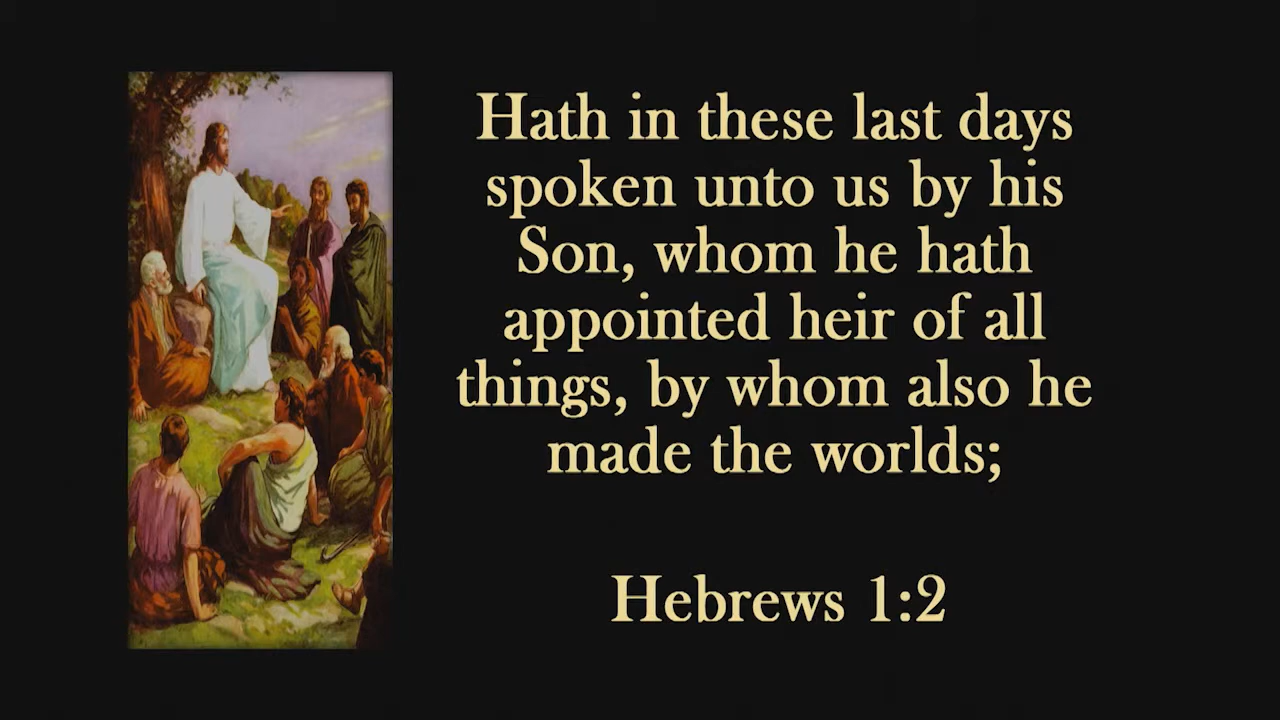 Hath in these last days
spoken unto us by his
Son, whom he hath
appointed heir of all
things, by whom also he
made the worlds;
Hebrews 1:2